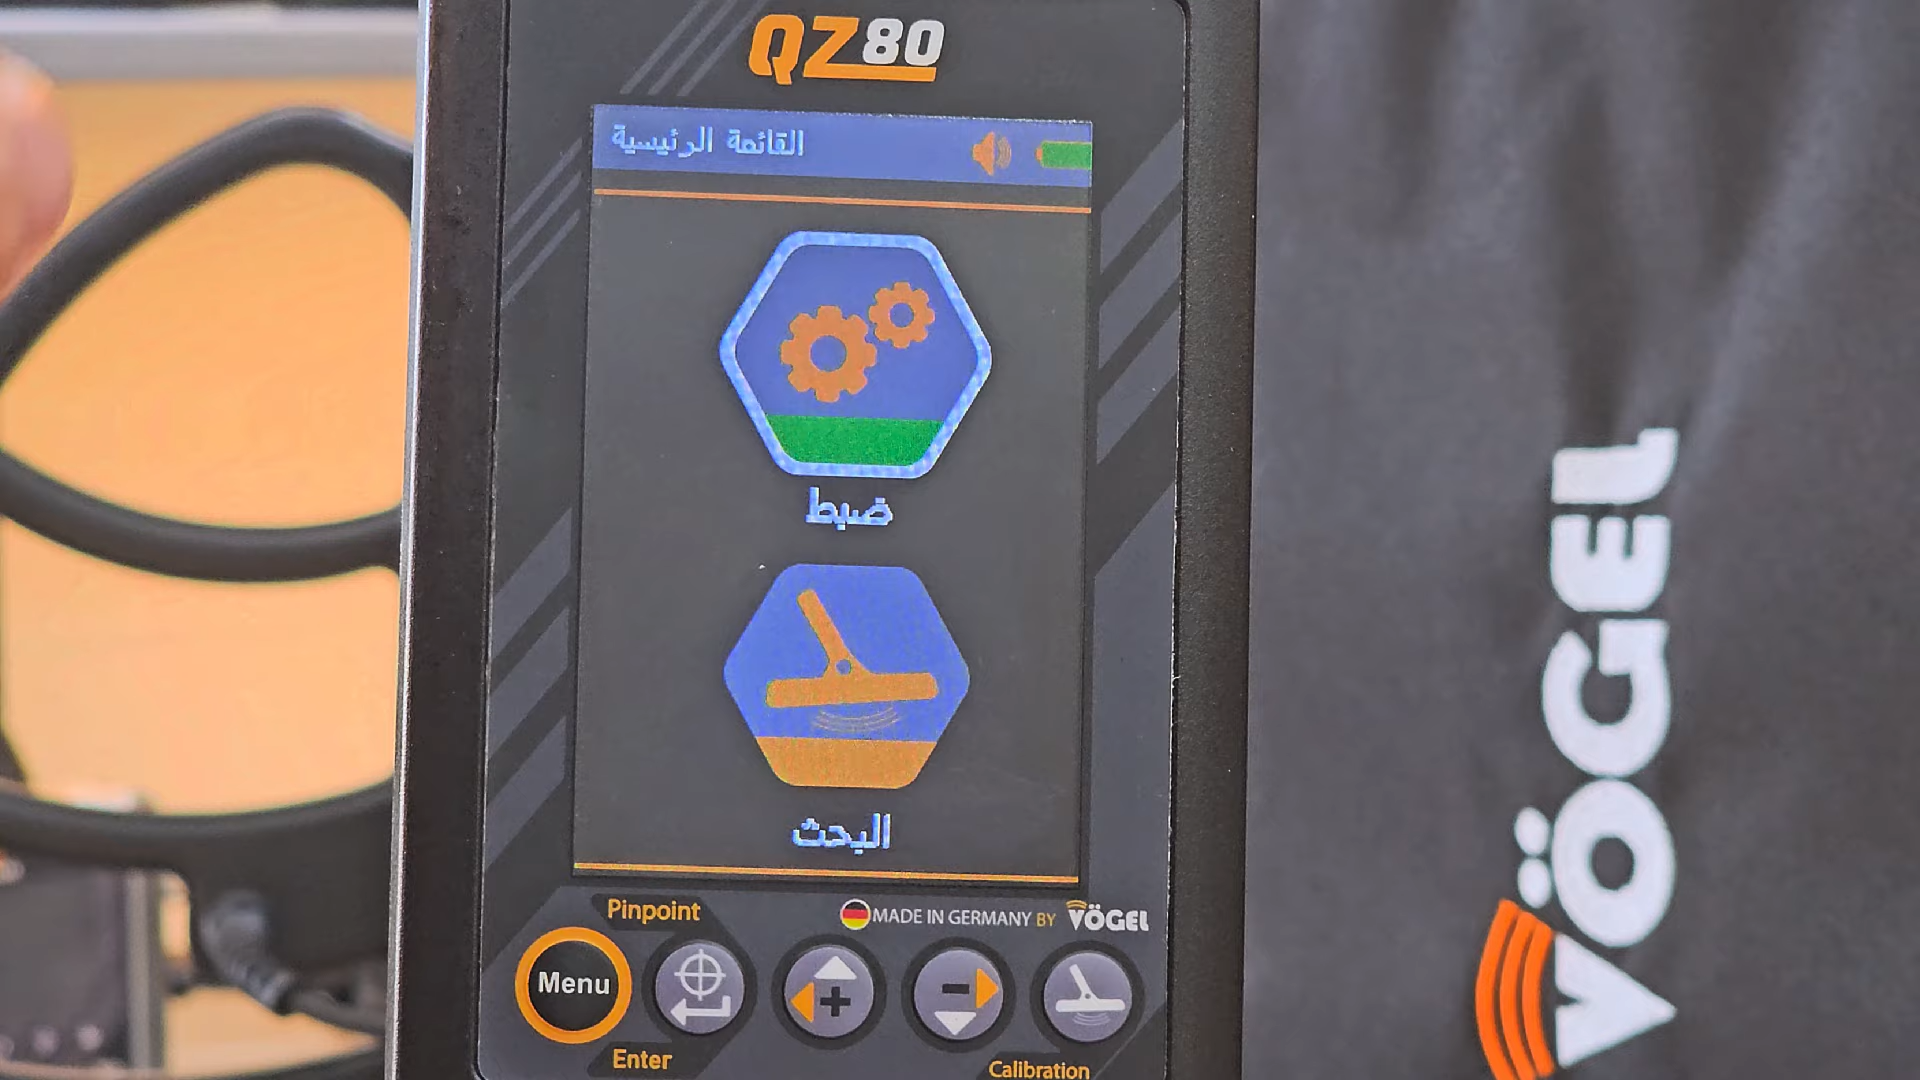 QZ80
القائمة الرئيسية
ضبط
البحث
Pinpoint
MADE IN GERMANY BY VÖGEL
Menu
Enter
Calibration
VÖGEL